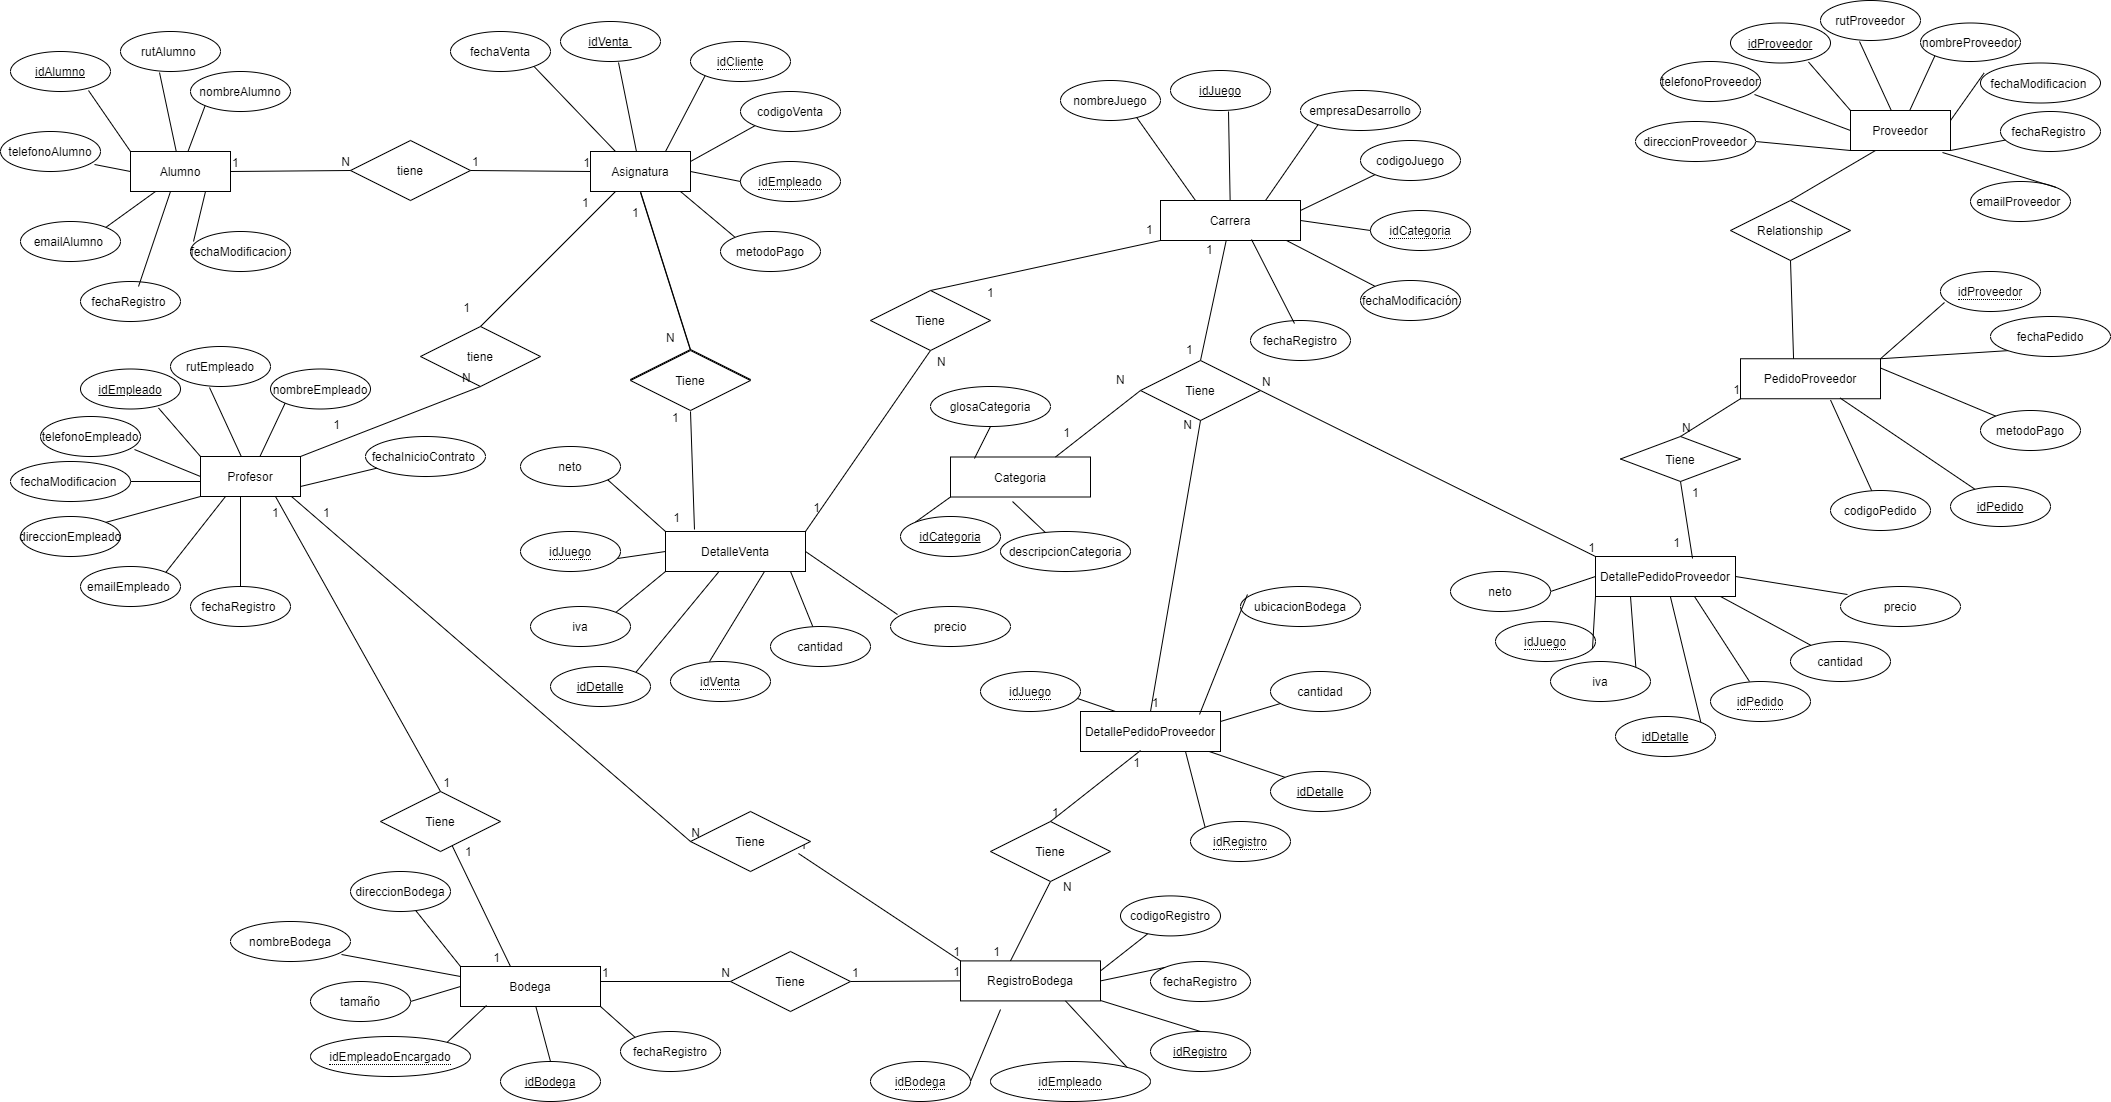 rutProveedor
fechaVenta
idVenta
idProveedor
nombreProveedor
rutAlumno
idCliente
idAlumno
nombreAlumno
telefonoProveedor
fechaModificacion
nombreJuego
idJuego
empresaDesarrollo
codigoVenta
Proveedor
fechaRegistro
direccionProveedor
telefonoAlumno
Alumno
1
N
tiene
1
1
Asignatura
idEmpleado
codigoJuego
emailProveedor
1
1
Carrera
idCategoria
Relationship
emailAlumno
fechaModificacion
metodoPago
1
1
fechaRegistro
1
Tiene
1
fechaModificación
fechaRegistro
idProveedor
fechaPedido
1
tiene
N
N
Tiene
1
N
1
N
Tiene
N
N
PedidoProveedor
1
rutEmpleado
idEmpleado
nombreEmpleado
telefonoEmpleado
1
fechaInicioContrato
Profesor
fechaModificacion
direccionEmpleado
emailEmpleado
fechaRegistro
1
1
glosaCategoria
1
Categoria
idCategoria
descripcionCategoria
metodoPago
N
Tiene
1
codigoPedido
idPedido
neto
1
1
DetalleVenta
idJuego
iva
idDetalle
idVenta
cantidad
precio
1
1
DetallePedidoProveedor
neto
idJuego
iva
idDetalle
idPedido
cantidad
precio
ubicacionBodega
idJuego
cantidad
1
DetallePedidoProveedor
1
idDetalle
idRegistro
1
Tiene
1
N
Tiene
1
1
Tiene
N
direccionBodega
nombreBodega
tamaño
1
Bodega
1
N
Tiene
1
1
1
1
RegistroBodega
codigoRegistro
fechaRegistro
idRegistro
idEmpleadoEncargado
idBodega
fechaRegistro
idBodega
idEmpleado